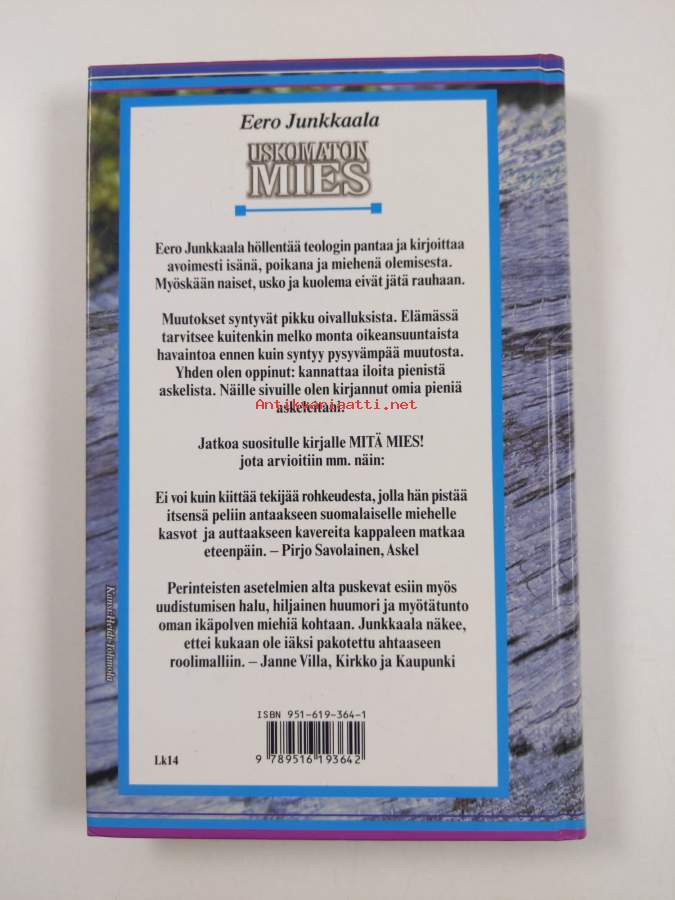 Eero Junkkaala
USKOMATON
MIES
Eero Junkkaala höllentää teologin pantaa ja kirjoittaa
avoimesti isänä, poikana ja miehenä olemisesta.
Myöskään naiset, usko ja kuolema eivät jätä rauhaan.
Muutokset syntyvät pikku oivalluksista. Elämässä
tarvitsee kuitenkin melko monta oikeansuuntaista
havaintoa ennen kuin syntyy pysyvämpää muutosta.
Yhden olen oppinut: kannattaa iloita pienistä
askelista. Näille sivuille olen kirjannut omia pieniä
Antikvariaatti.net
askeleitani.
Jatkoa suositulle kirjalle MITÄ MIES!
jota arvioitiin mm. näin:
Ei voi kuin kiittää tekijää rohkeudesta, jolla hän pistää
itsensä peliin antaakseen suomalaiselle miehelle
kasvot ja auttaakseen kavereita kappaleen matkaa
eteenpäin. – Pirjo Savolainen, Askel
Perinteisten asetelmien alta puskevat esiin myös
uudistumisen halu, hiljainen huumori ja myötätunto
oman ikäpolven miehiä kohtaan. Junkkaala näkee,
ettei kukaan ole iäksi pakotettu ahtaaseen
roolimalliin. – Janne Villa, Kirkko ja Kaupunki
ISBN 951-619-364-1
9 789516 193642
Lk14